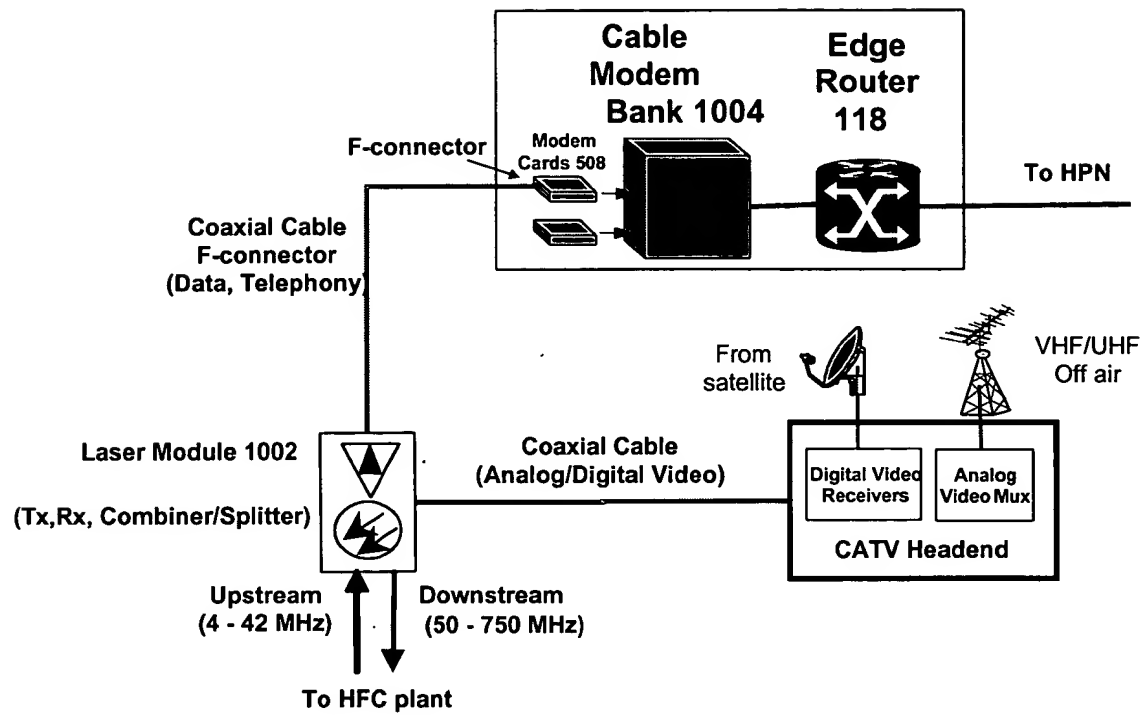 Cable
Modem
Bank 1004
Edge
Router
118
F-connector
Modem
Cards 508
To HPN
Coaxial Cable
F-connector
(Data, Telephony)
From
satellite
VHF/UHF
Off air
Laser Module 1002
(Tx,Rx, Combiner/Splitter)
Coaxial Cable
(Analog/Digital Video)
Digital Video
Receivers
Analog
Video Mux
CATV Headend
Upstream
(4 - 42 MHz)
Downstream
(50 - 750 MHz)
To HFC plant